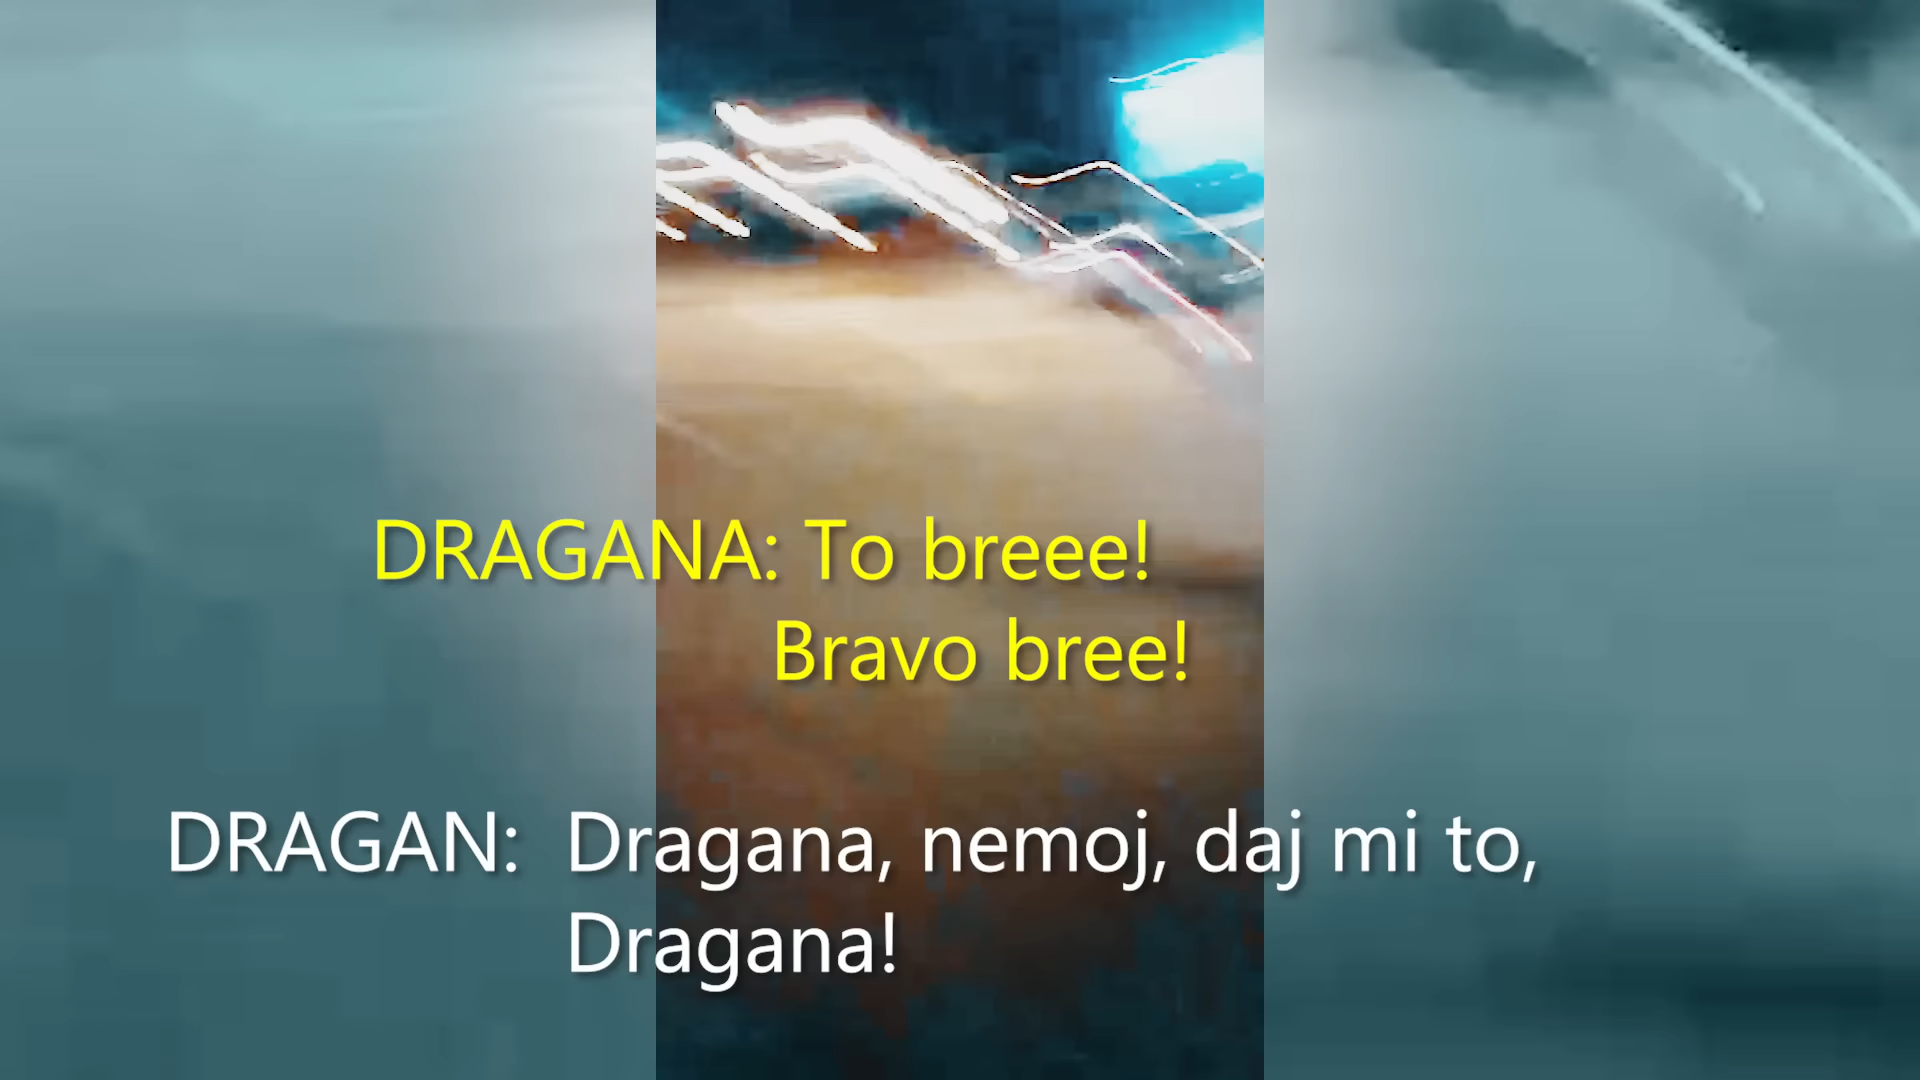 DRAGANA: To breee!
Bravo bree!
DRAGAN: Dragana, nemoj, daj mi to,
Dragana!